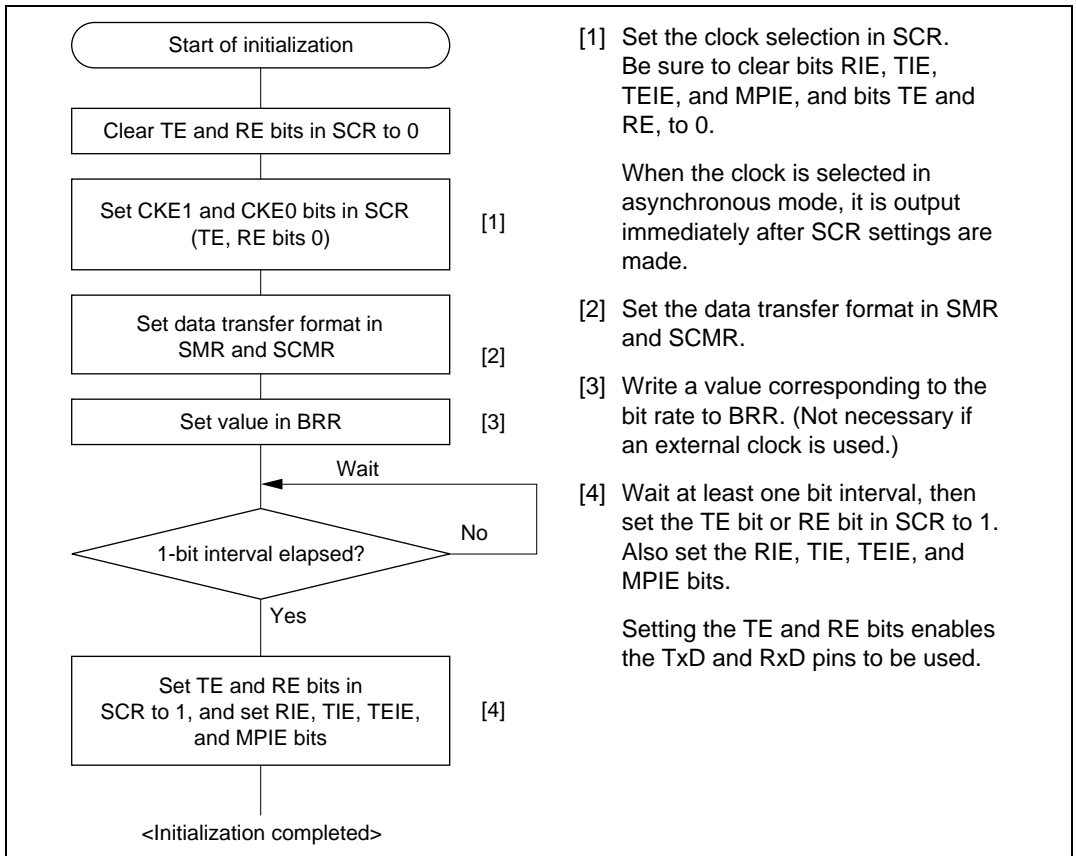 Start of initialization
Clear TE and RE bits in SCR to 0
Set CKE1 and CKE0 bits in SCR
(TE, RE bits 0)
[1]
Set data transfer format in
SMR and SCMR
[2]
Set value in BRR
[3]
Wait
No
1-bit interval elapsed?
Yes
Set TE and RE bits in
SCR to 1, and set RIE, TIE, TEIE,
and MPIE bits
[4]
<Initialization completed>
[1] Set the clock selection in SCR.
Be sure to clear bits RIE, TIE,
TEIE, and MPIE, and bits TE and
RE, to 0.
When the clock is selected in
asynchronous mode, it is output
immediately after SCR settings are
made.
[2] Set the data transfer format in SMR
and SCMR.
[3] Write a value corresponding to the
bit rate to BRR. (Not necessary if
an external clock is used.)
[4] Wait at least one bit interval, then
set the TE bit or RE bit in SCR to 1.
Also set the RIE, TIE, TEIE, and
MPIE bits.
Setting the TE and RE bits enables
the TxD and RxD pins to be used.